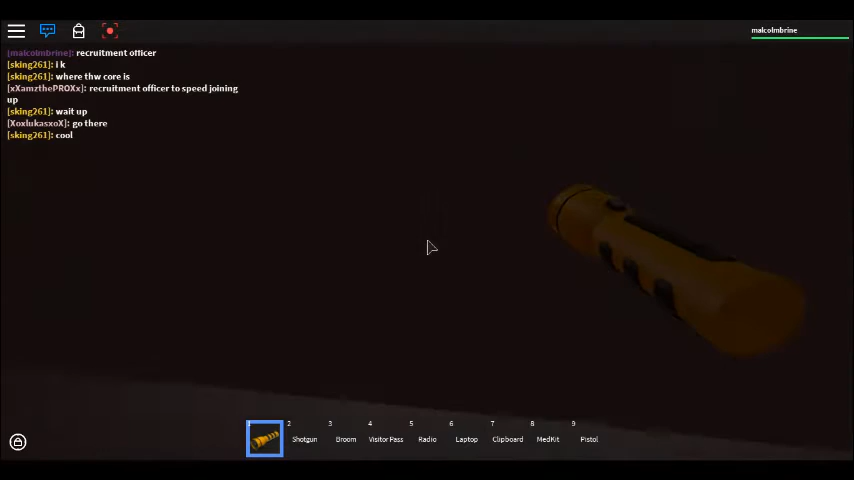 malcolmbrine
[malcolmbrine]: recruitment officer
[sking261]: i k
[sking261]: where thw core is
[xXamzthePROXx]: recruitment officer to speed joining
up
[sking261]: wait up
[XoxlukasxoX]: go there
[sking261]: cool
1 2 3 4 5 6 7 8 9
Shotgun Broom Visitor Pass Radio Laptop Clipboard MedKit Pistol